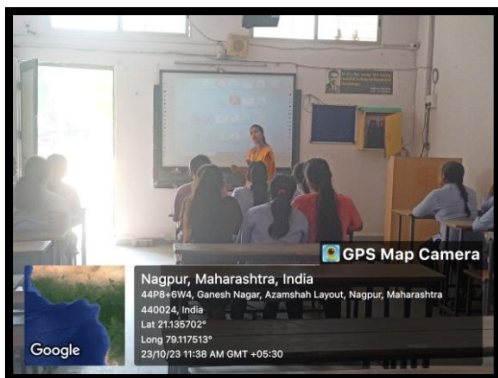 GPS Map Camera
Nagpur, Maharashtra, India
44P8+6W4, Ganesh Nagar, Azamshah Layout, Nagpur, Maharashtra
440024, India
Lat 21.135702°
Long 79.117513°
23/10/23 11:38 AM GMT +05:30
Google